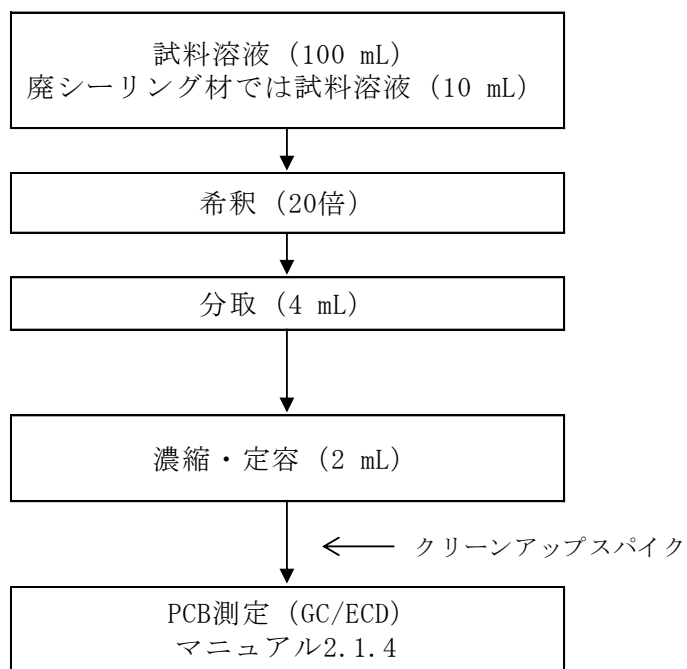 試料溶液 (100 mL)
廃シーリング材では試料溶液 (10 mL)
希釈 (20倍)
分取 (4 mL)
濃縮・定容 (2 mL)
クリーンアップスパイク
PCB測定 (GC/ECD)
マニュアル2.1.4